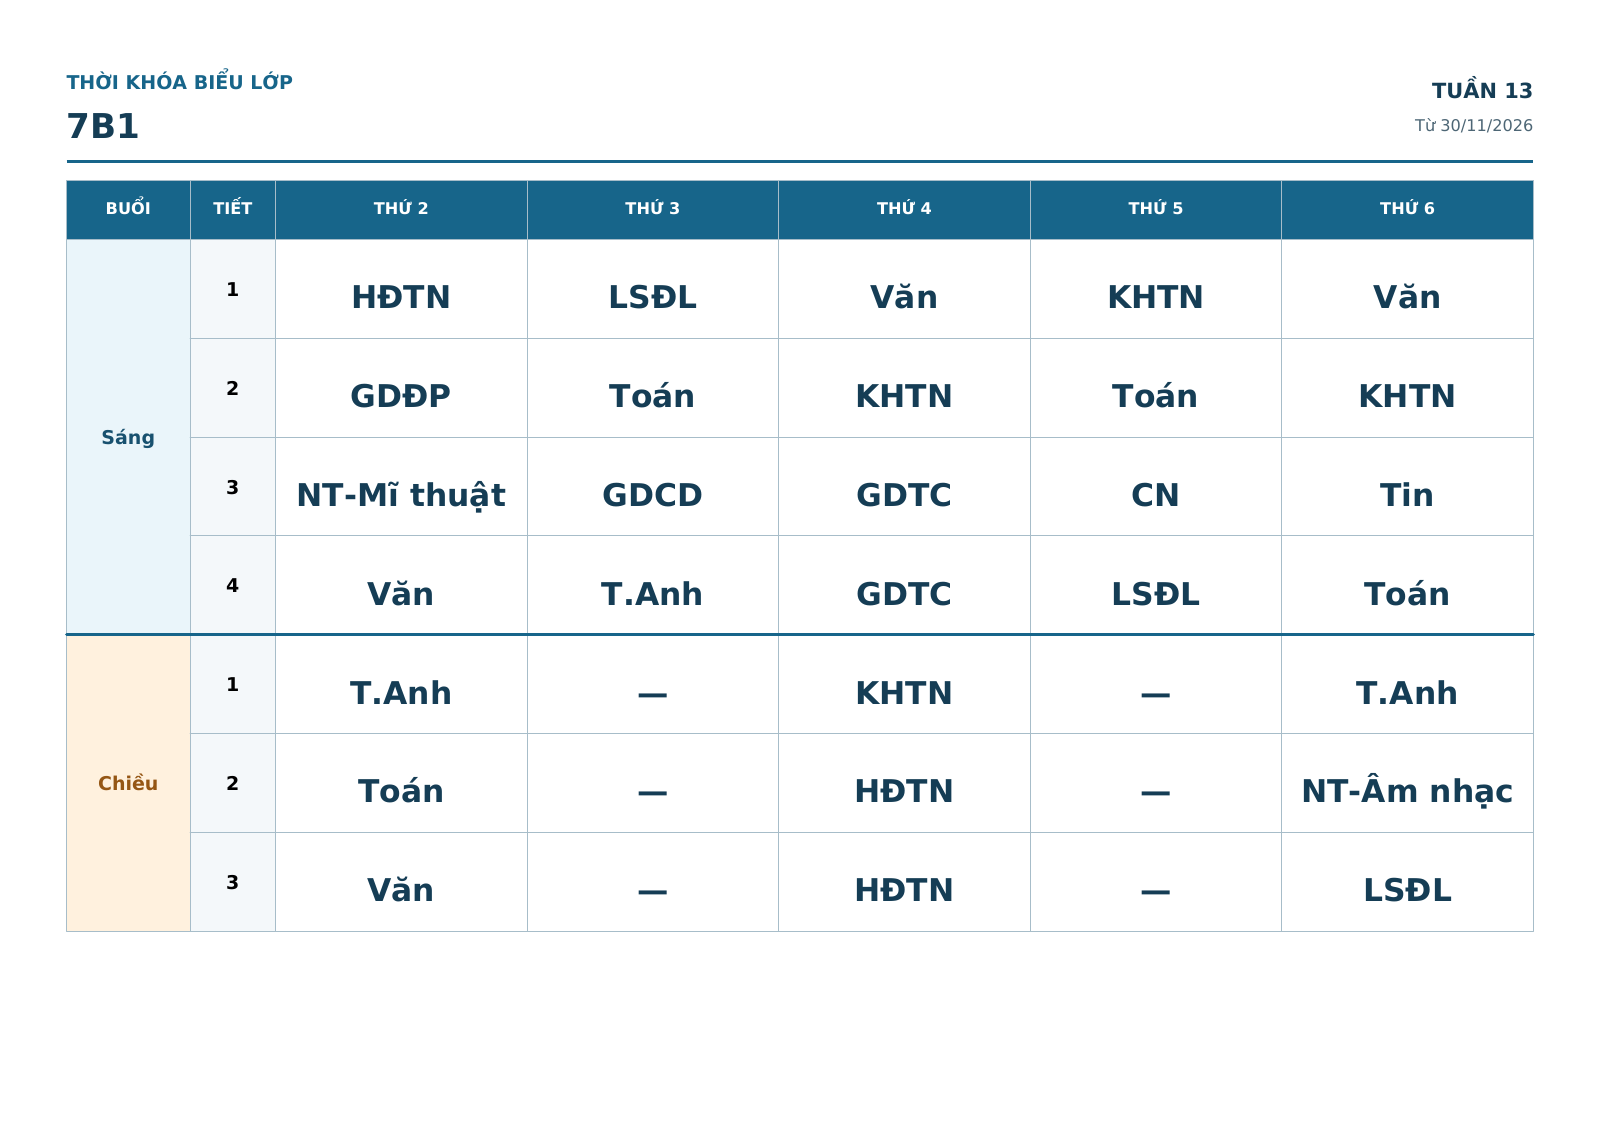 THỜI KHÓA BIỂU LỚP
7B1
TUẦN 13
Từ 30/11/2026
BUỔI TIẾT THỨ 2 THỨ 3 THỨ 4 THỨ 5 THỨ 6
Sáng
1 HĐTN LSĐL Văn KHTN Văn
2 GDĐP Toán KHTN Toán KHTN
3 NT-Mĩ thuật GDCD GDTC CN Tin
4 Văn T.Anh GDTC LSĐL Toán
Chiều
1 T.Anh — KHTN — T.Anh
2 Toán — HĐTN — NT-Âm nhạc
3 Văn — HĐTN — LSĐL